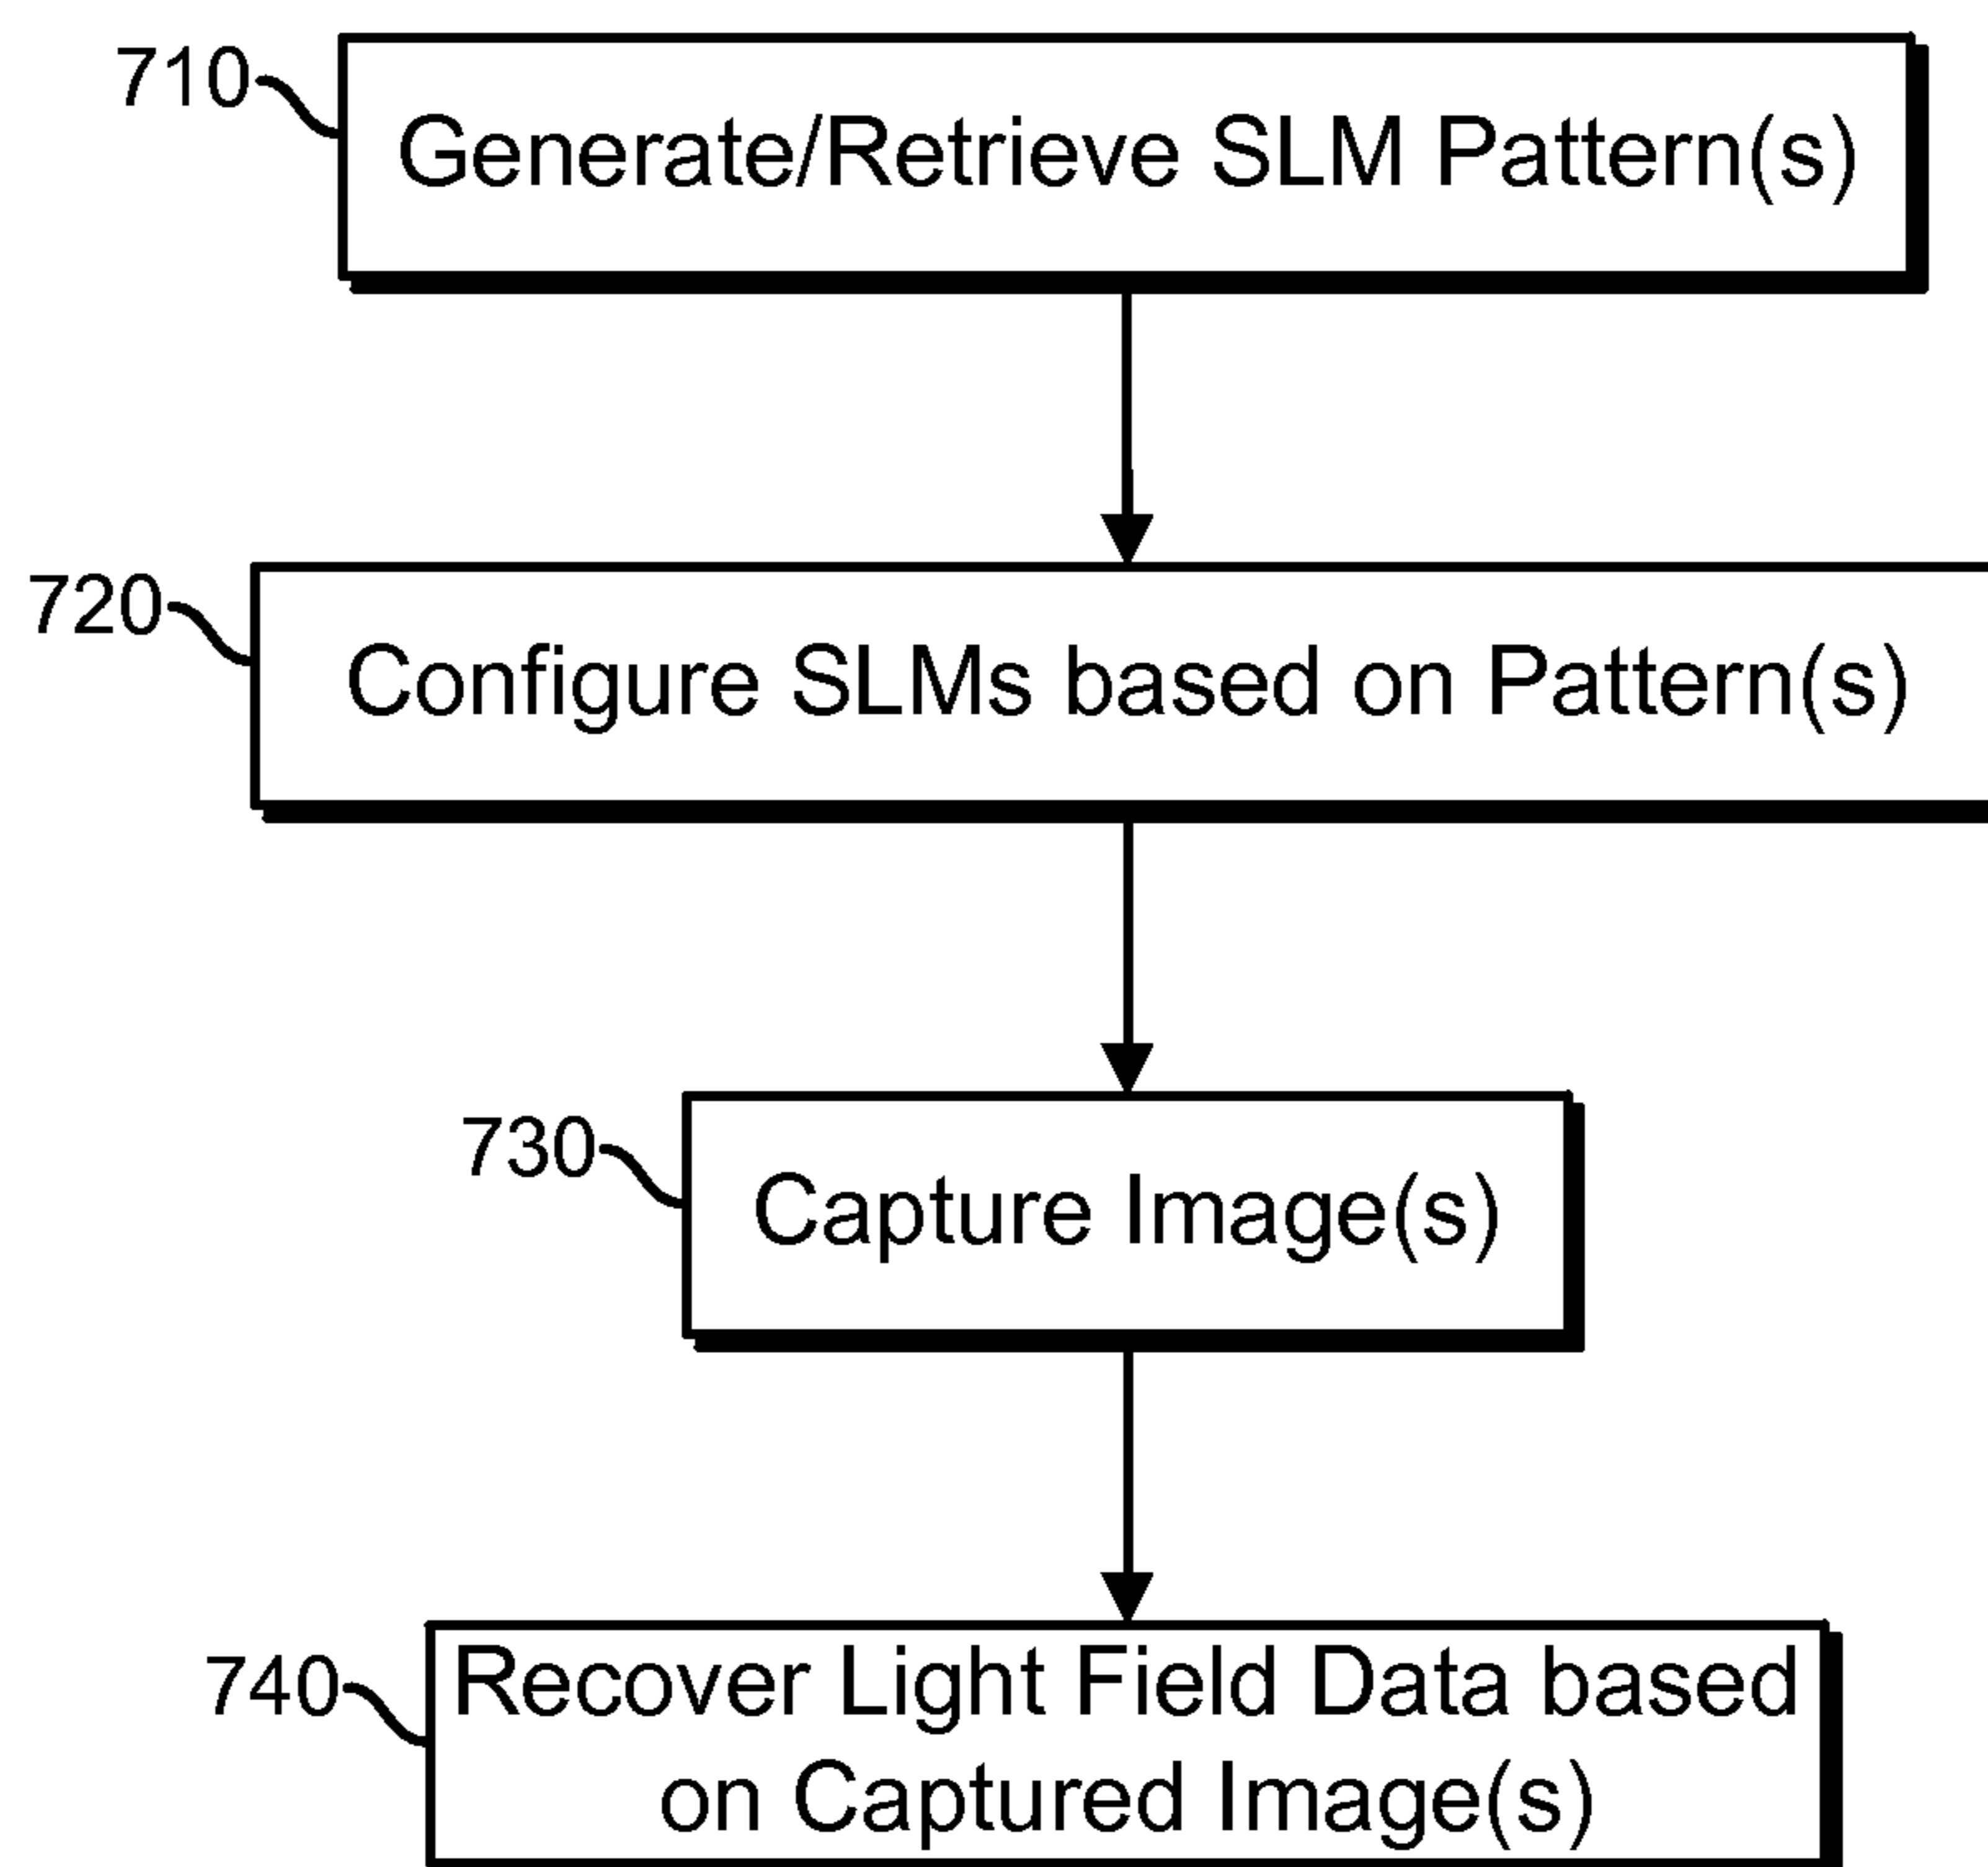 710
Generate/Retrieve SLM Pattern(s)
720
Configure SLMs based on Pattern(s)
730
Capture Image(s)
740
Recover Light Field Data based
on Captured Image(s)